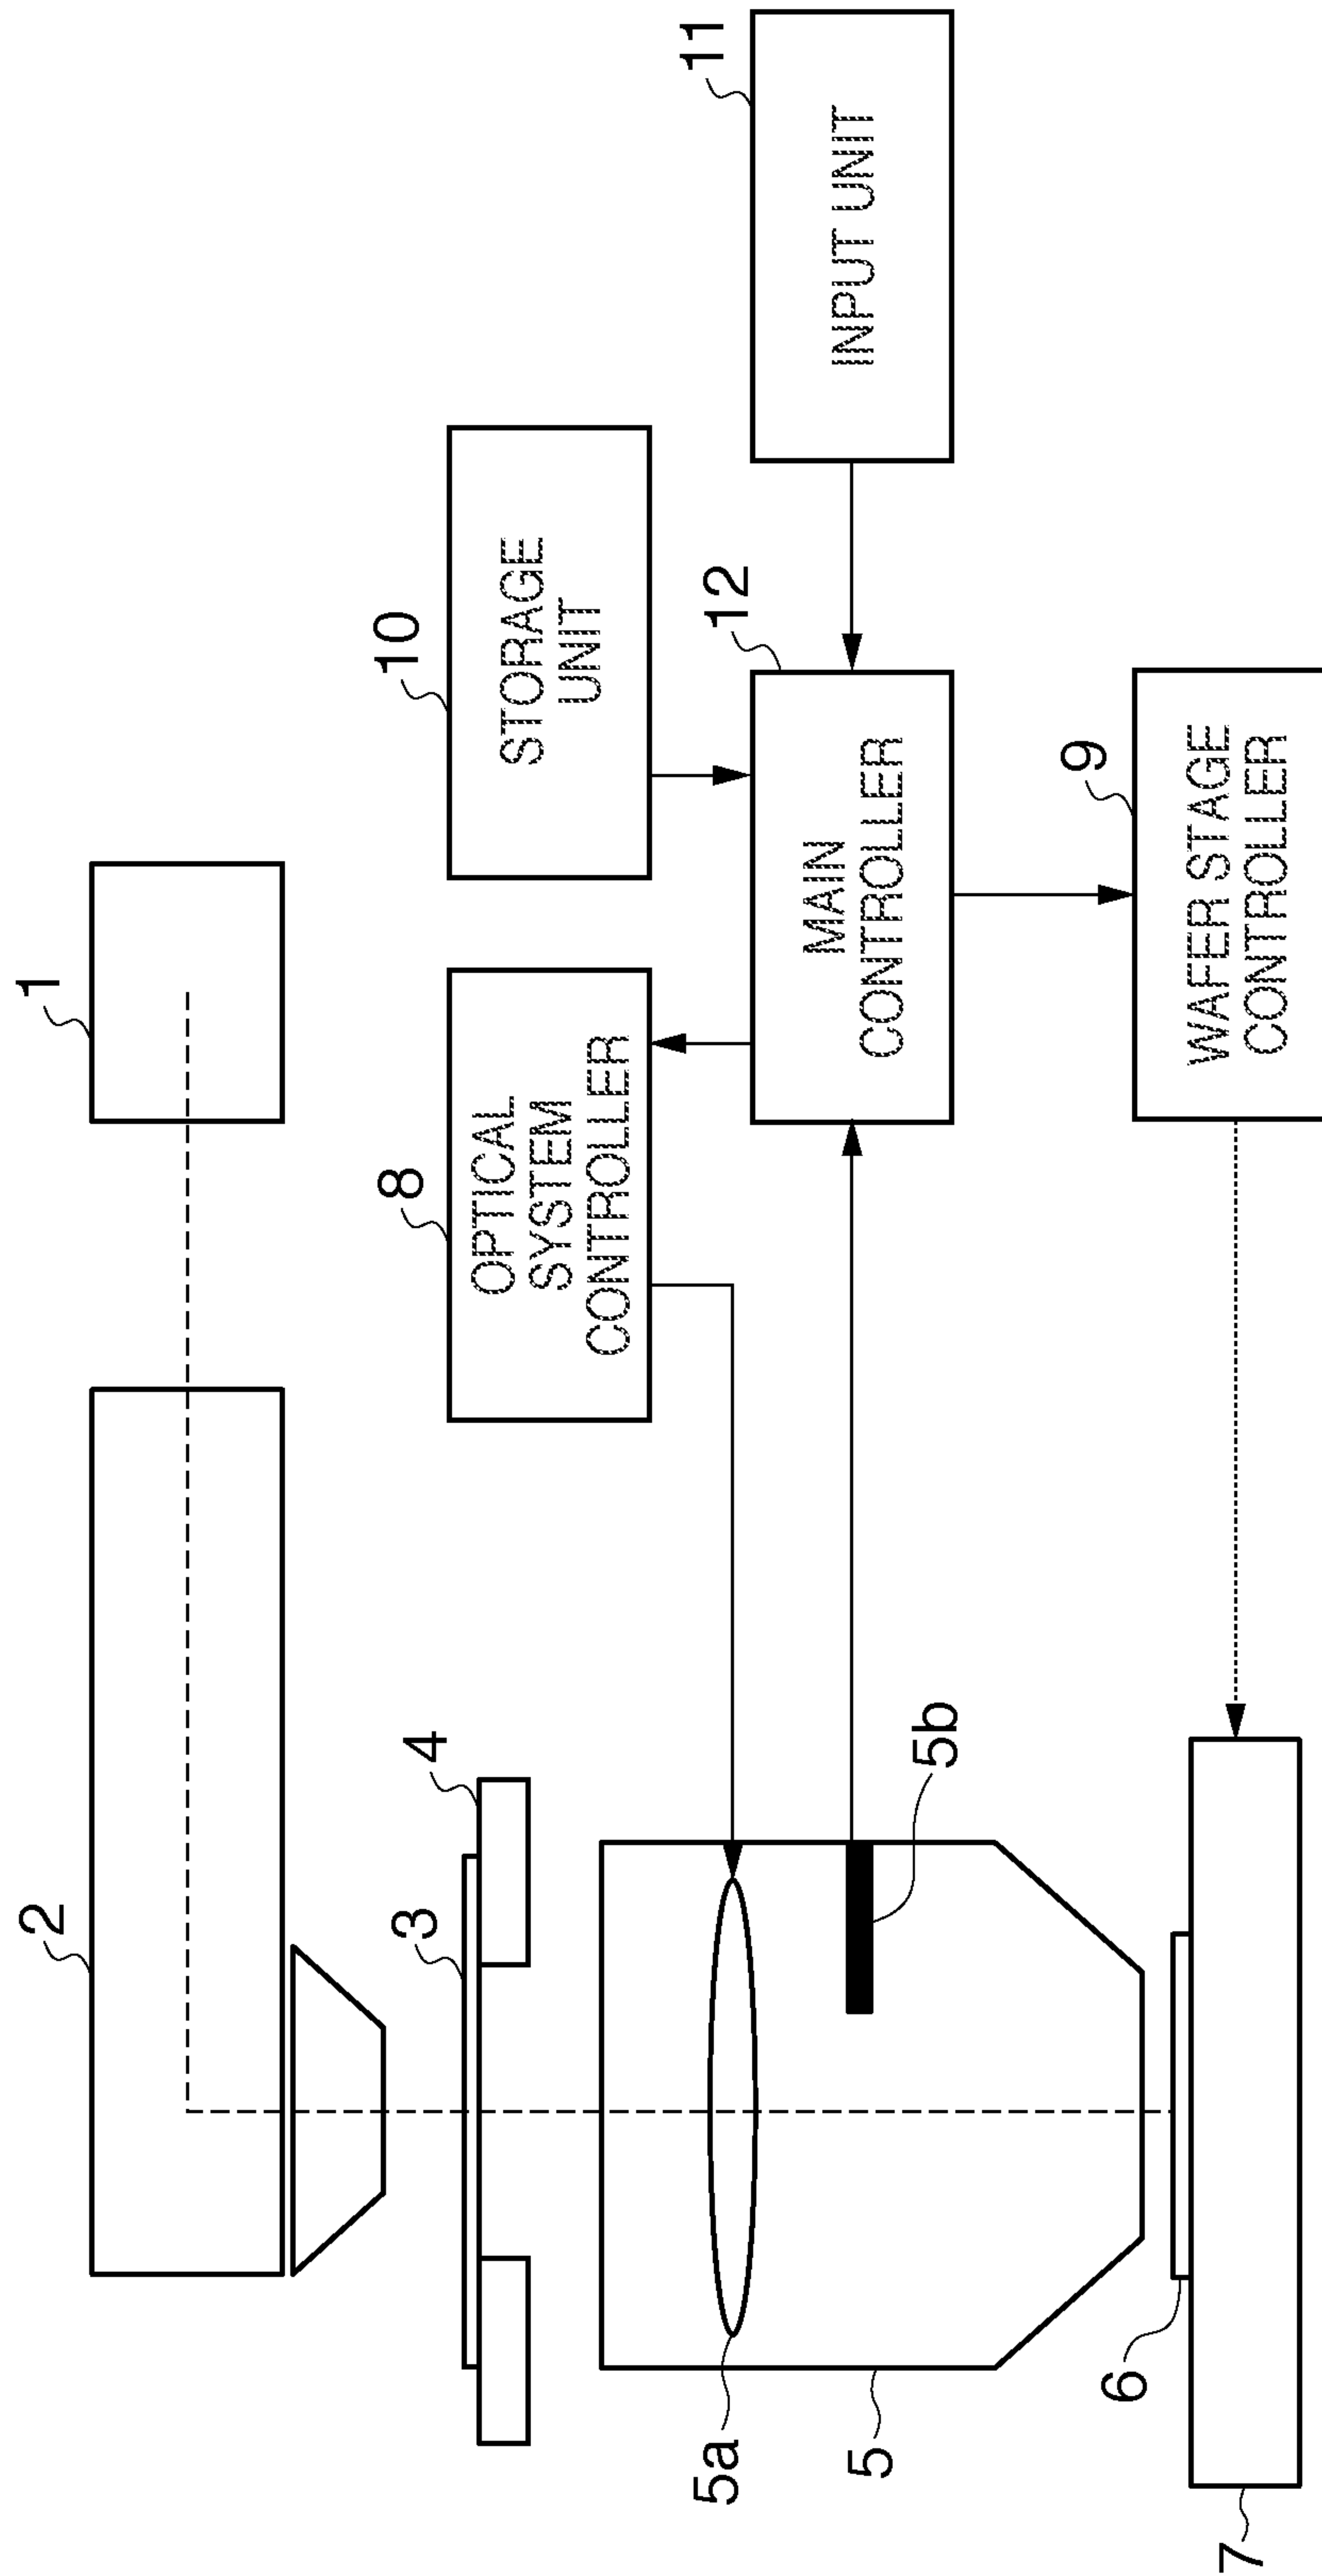 1
2
3
4
5
5a
5b
6
7
8
OPTICAL
SYSTEM
CONTROLLER
10
STORAGE
UNIT
12
MAIN
CONTROLLER
11
INPUT UNIT
9
WAFER STAGE
CONTROLLER